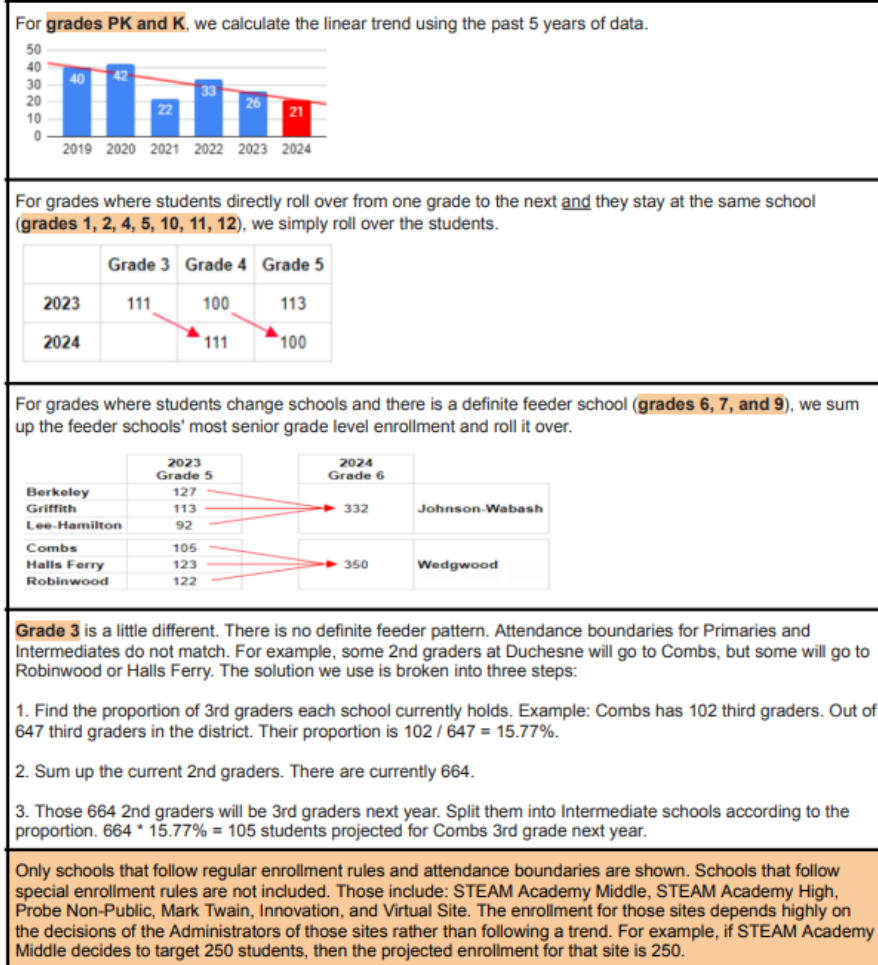 For grades PK and K, we calculate the linear trend using the past 5 years of data.
50
40
30
20
10
0
40
42
22
33
26
21
2019 2020 2021 2022 2023 2024
For grades where students directly roll over from one grade to the next and they stay at the same school
(grades 1, 2, 4, 5, 10, 11, 12), we simply roll over the students.
Grade 3 Grade 4 Grade 5
2023 111 100 113
2024 111 100
For grades where students change schools and there is a definite feeder school (grades 6, 7, and 9), we sum
up the feeder schools' most senior grade level enrollment and roll it over.
2023 2024
Grade 5 Grade 6
Berkeley 127
Griffith 113 332 Johnson-Wabash
Lee-Hamilton 92
Combs 105
Halls Ferry 123 350 Wedgwood
Robinwood 122
Grade 3 is a little different. There is no definite feeder pattern. Attendance boundaries for Primaries and
Intermediates do not match. For example, some 2nd graders at Duchesne will go to Combs, but some will go to
Robinwood or Halls Ferry. The solution we use is broken into three steps:
1. Find the proportion of 3rd graders each school currently holds. Example: Combs has 102 third graders. Out of
647 third graders in the district. Their proportion is 102 / 647 = 15.77%.
2. Sum up the current 2nd graders. There are currently 664.
3. Those 664 2nd graders will be 3rd graders next year. Split them into Intermediate schools according to the
proportion. 664 * 15.77% = 105 students projected for Combs 3rd grade next year.
Only schools that follow regular enrollment rules and attendance boundaries are shown. Schools that follow
special enrollment rules are not included. Those include: STEAM Academy Middle, STEAM Academy High,
Probe Non-Public, Mark Twain, Innovation, and Virtual Site. The enrollment for those sites depends highly on
the decisions of the Administrators of those sites rather than following a trend. For example, if STEAM Academy
Middle decides to target 250 students, then the projected enrollment for that site is 250.